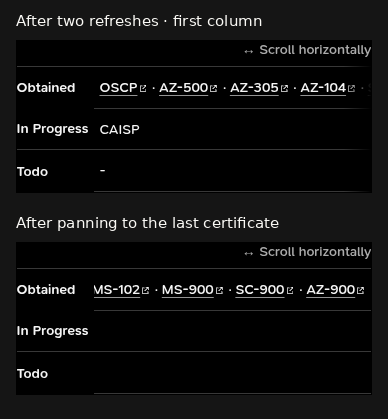 After two refreshes · first column
↔ Scroll horizontally
Obtained OSCP · AZ-500 · AZ-305 · AZ-104 ·
In Progress CAISP
Todo -
After panning to the last certificate
↔ Scroll horizontally
Obtained MS-102 · MS-900 · SC-900 · AZ-900
In Progress
Todo